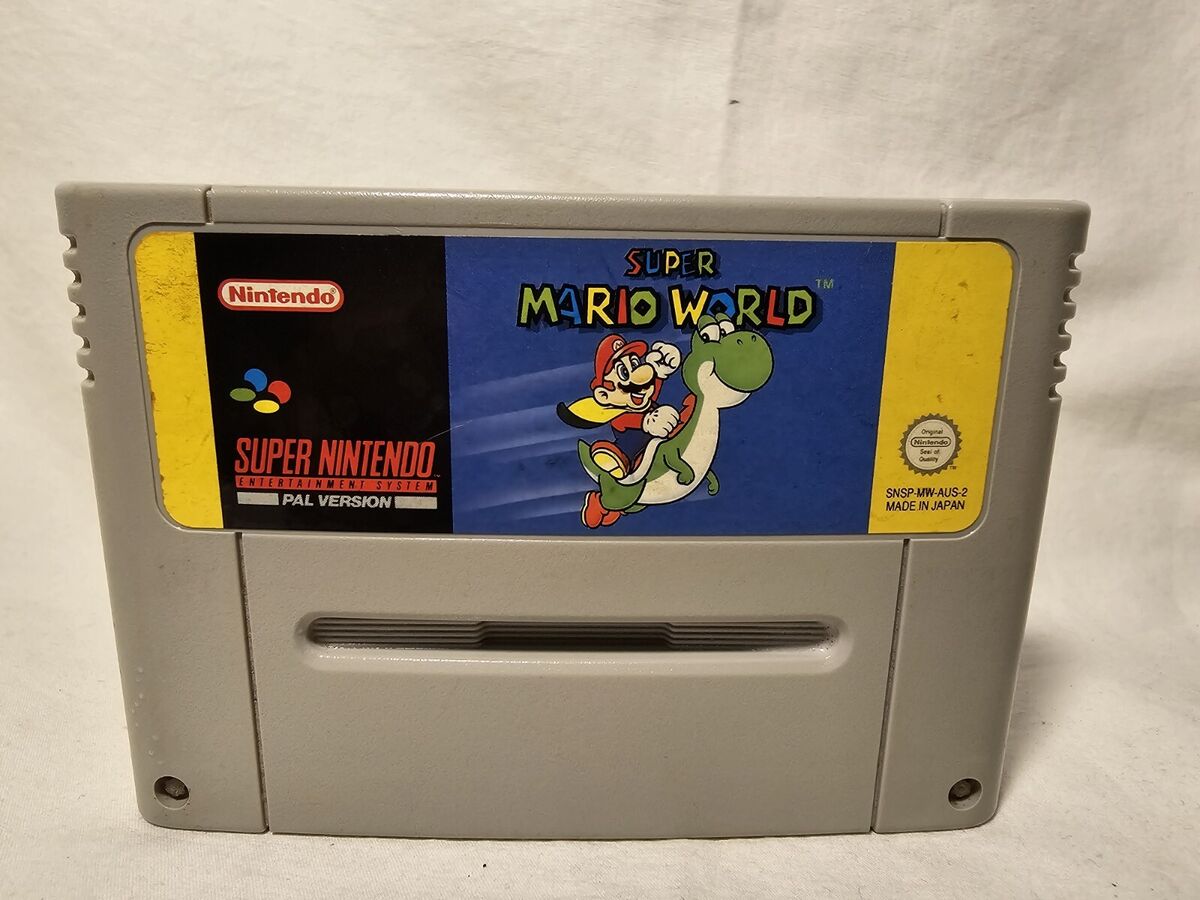 Nintendo®
SUPER NINTENDO
ENTERTAINMENT SYSTEM
PAL VERSION
SUPER
MARIO WORLD™
M
Original
Nintendo
Seal of
Quality
TM
SNSP-MW-AUS-2
MADE IN JAPAN